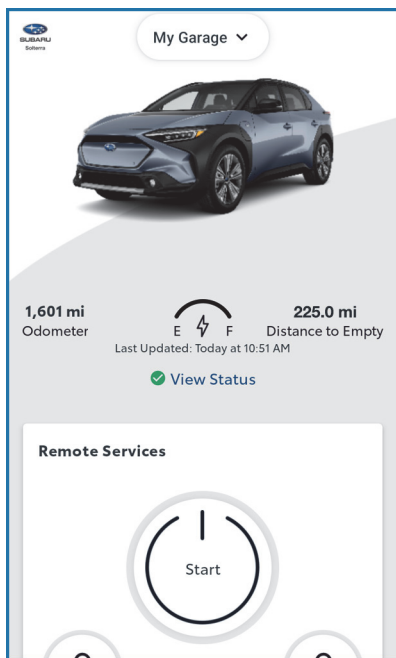 SUBARU
Solterra
My Garage
1,601 mi
Odometer
E F
225.0 mi
Distance to Empty
Last Updated: Today at 10:51 AM
View Status
Remote Services
Start